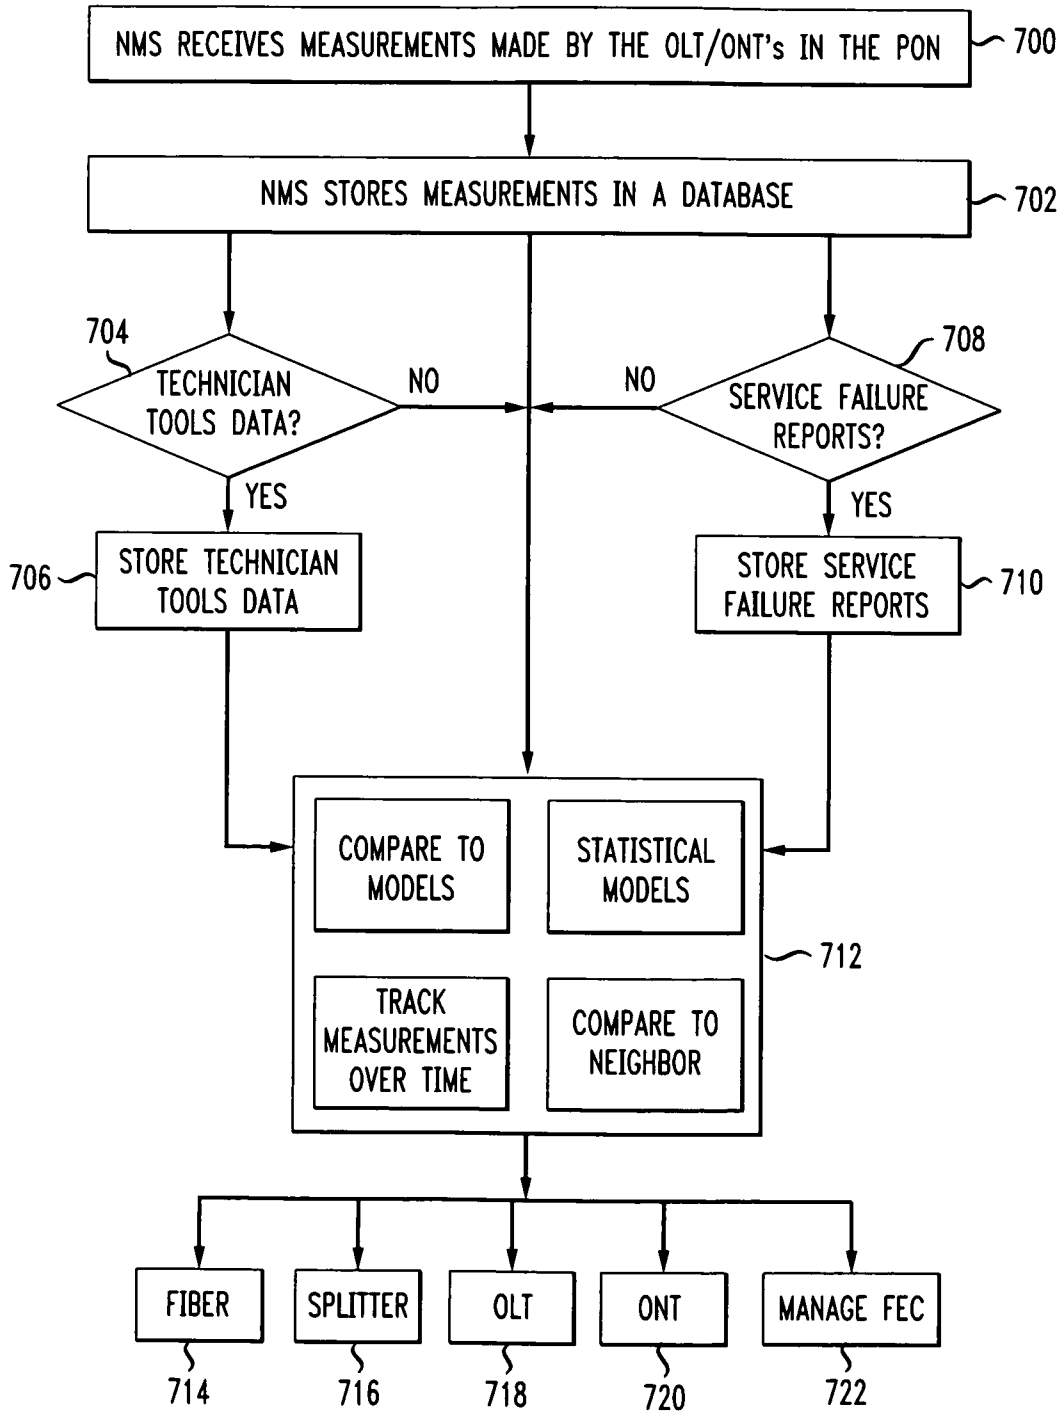 NMS RECEIVES MEASUREMENTS MADE BY THE OLT/ONT's IN THE PON
700
NMS STORES MEASUREMENTS IN A DATABASE
702
704
TECHNICIAN
TOOLS DATA?
NO
YES
708
SERVICE FAILURE
REPORTS?
NO
YES
706
STORE TECHNICIAN
TOOLS DATA
STORE SERVICE
FAILURE REPORTS
710
COMPARE TO
MODELS
STATISTICAL
MODELS
712
TRACK
MEASUREMENTS
OVER TIME
COMPARE TO
NEIGHBOR
FIBER
SPLITTER
OLT
ONT
MANAGE FEC
714
716
718
720
722